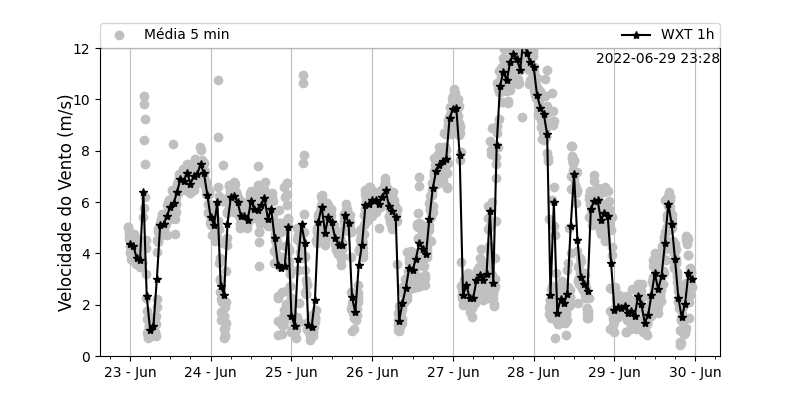 Média 5 min
WXT 1h
2022-06-29 23:28
Velocidade do Vento (m/s)
12
10
8
6
4
2
0
23 - Jun 24 - Jun 25 - Jun 26 - Jun 27 - Jun 28 - Jun 29 - Jun 30 - Jun